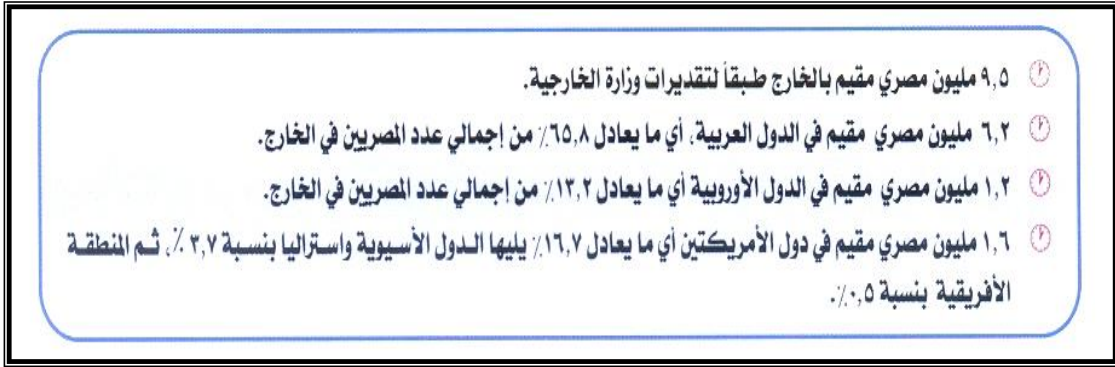 ٩,٥ مليون مصري مقيم بالخارج طبقاً لتقديرات وزارة الخارجية.
٦,٢ مليون مصري مقيم في الدول العربية، أي ما يعادل ٦٥,٨٪ من إجمالي عدد المصريين في الخارج.
١,٢ مليون مصري مقيم في الدول الأوروبية أي ما يعادل ١٣,٢٪ من إجمالي عدد المصريين في الخارج.
١,٦ مليون مصري مقيم في دول الأمريكتين أي ما يعادل ١٦,٧٪ يليها الدول الأسيوية واستراليا بنسبة ٣,٧ ٪، ثم المنطقة
الأفريقية بنسبة ٠,٥٪.